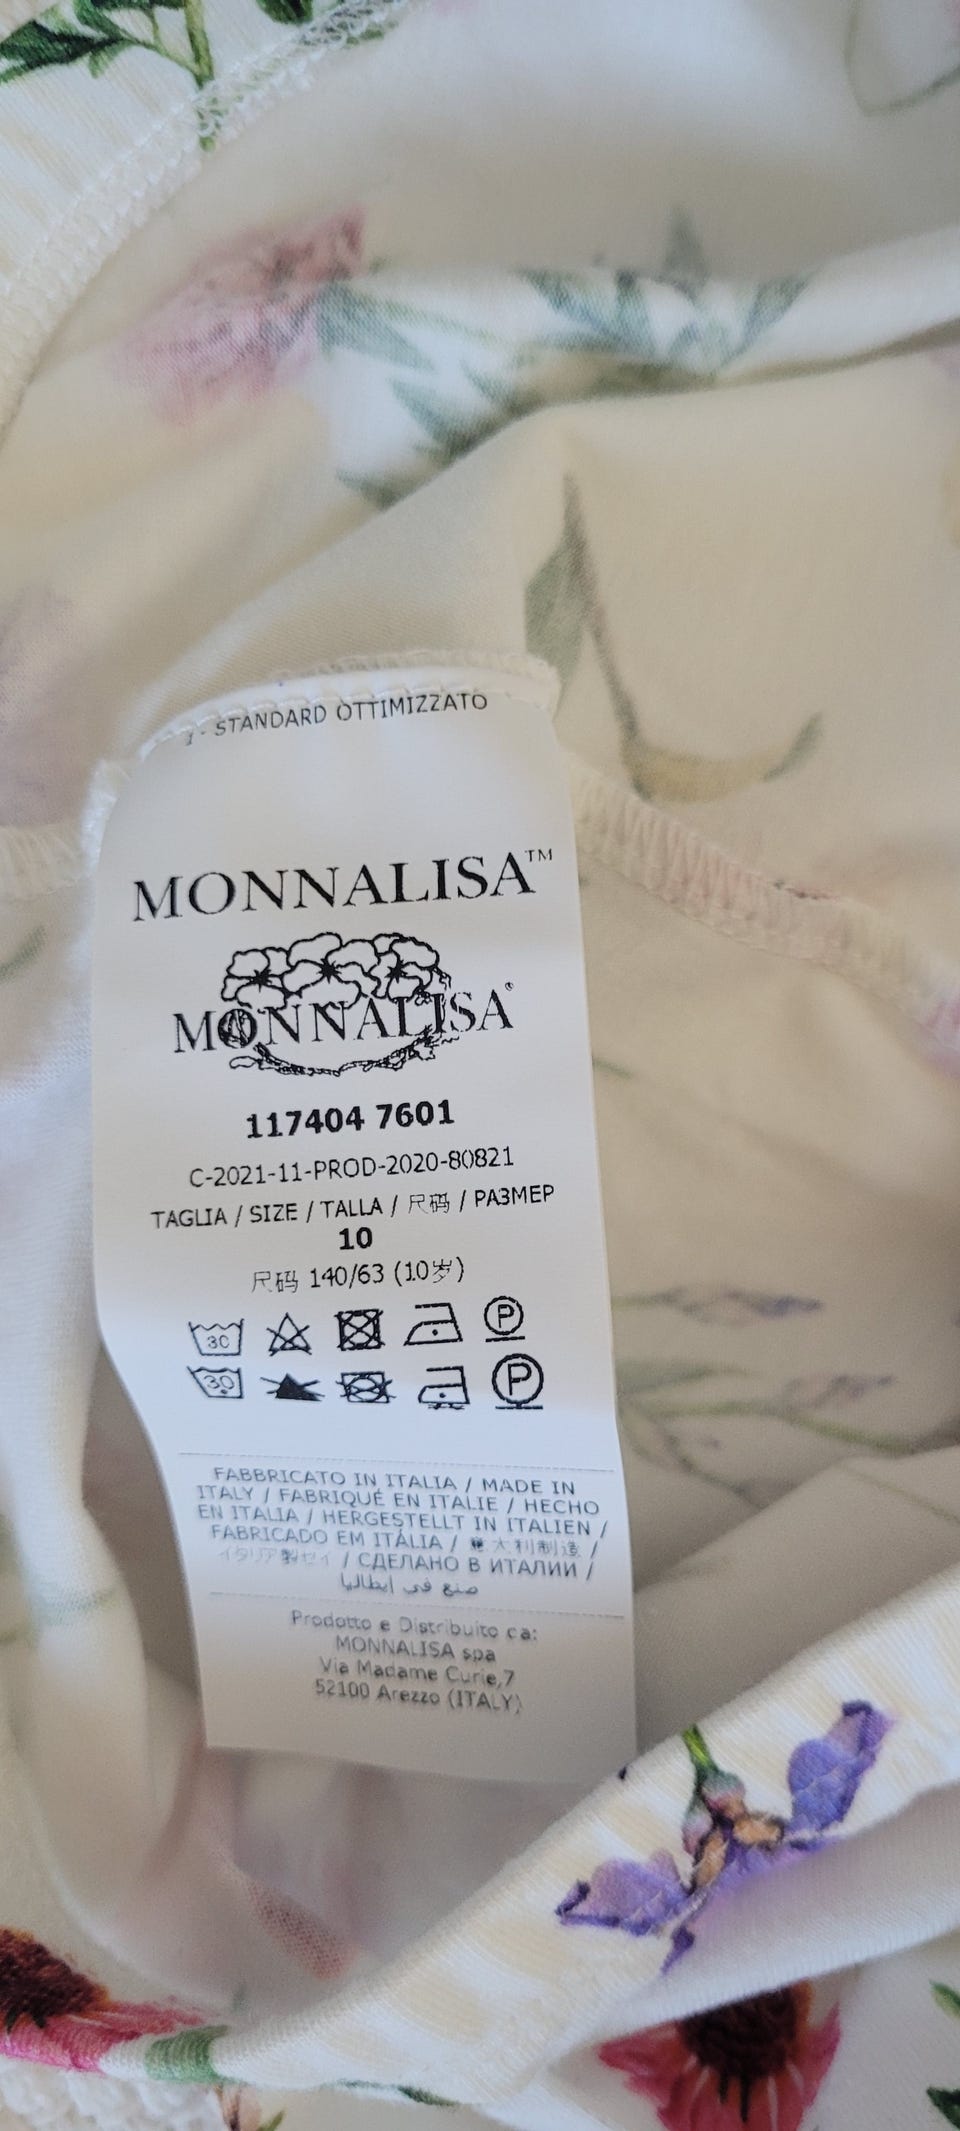 - STANDARD OTTIMIZZATO
MONNALISA™
MONNALISA®
117404 7601
C-2021-11-PROD-2020-80821
TAGLIA / SIZE / TALLA / 尺码 / РАЗМЕР
10
尺码 140/63 (10岁)
30 P
30 P
FABBRICATO IN ITALIA / MADE IN
ITALY / FABRIQUÉ EN ITALIE / HECHO
EN ITALIA / HERGESTELLT IN ITALIEN /
FABRICADO EM ITÁLIA / 意大利制造 /
イタリア製 / СДЕЛАНО В ИТАЛИИ /
صنع في إيطاليا
Prodotto e Distribuito da:
MONNALISA spa
Via Madame Curie,7
52100 Arezzo (ITALY)